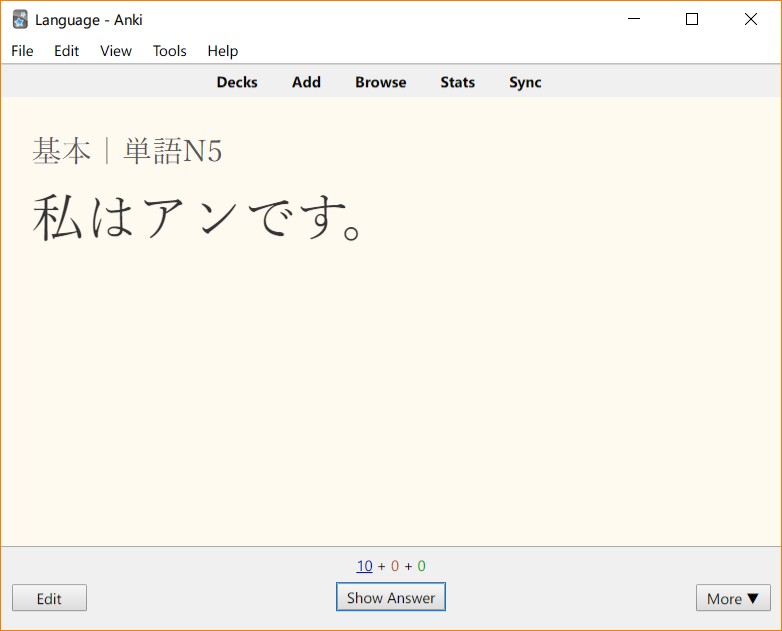 Language - Anki
File Edit View Tools Help
Decks Add Browse Stats Sync
基本｜単語N5
私はアンです。
10 + 0 + 0
Edit Show Answer More ▼